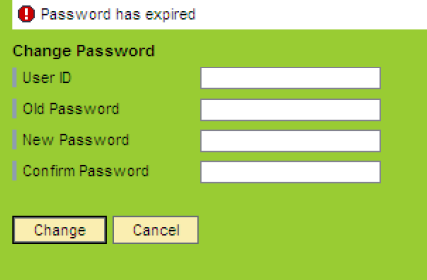 Password has expired
Change Password
User ID
Old Password
New Password
Confirm Password
Change Cancel